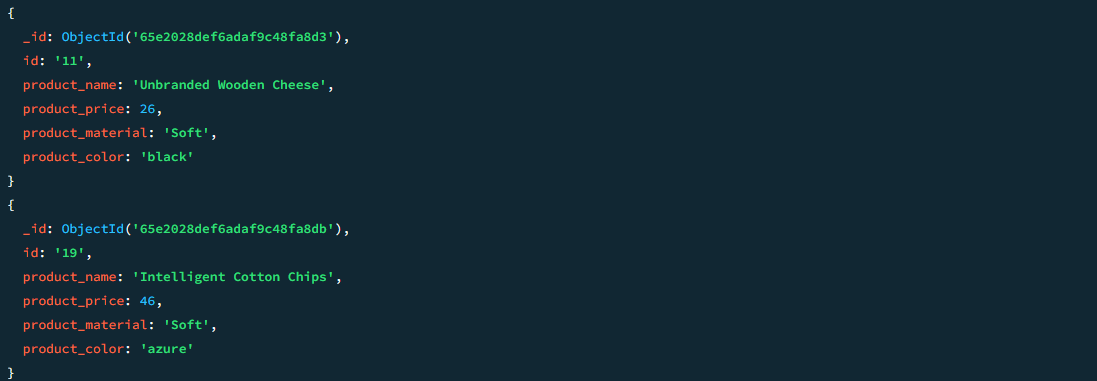 {
_id: ObjectId('65e2028def6adaf9c48fa8d3'),
id: '11',
product_name: 'Unbranded Wooden Cheese',
product_price: 26,
product_material: 'Soft',
product_color: 'black'
}
{
_id: ObjectId('65e2028def6adaf9c48fa8db'),
id: '19',
product_name: 'Intelligent Cotton Chips',
product_price: 46,
product_material: 'Soft',
product_color: 'azure'
}